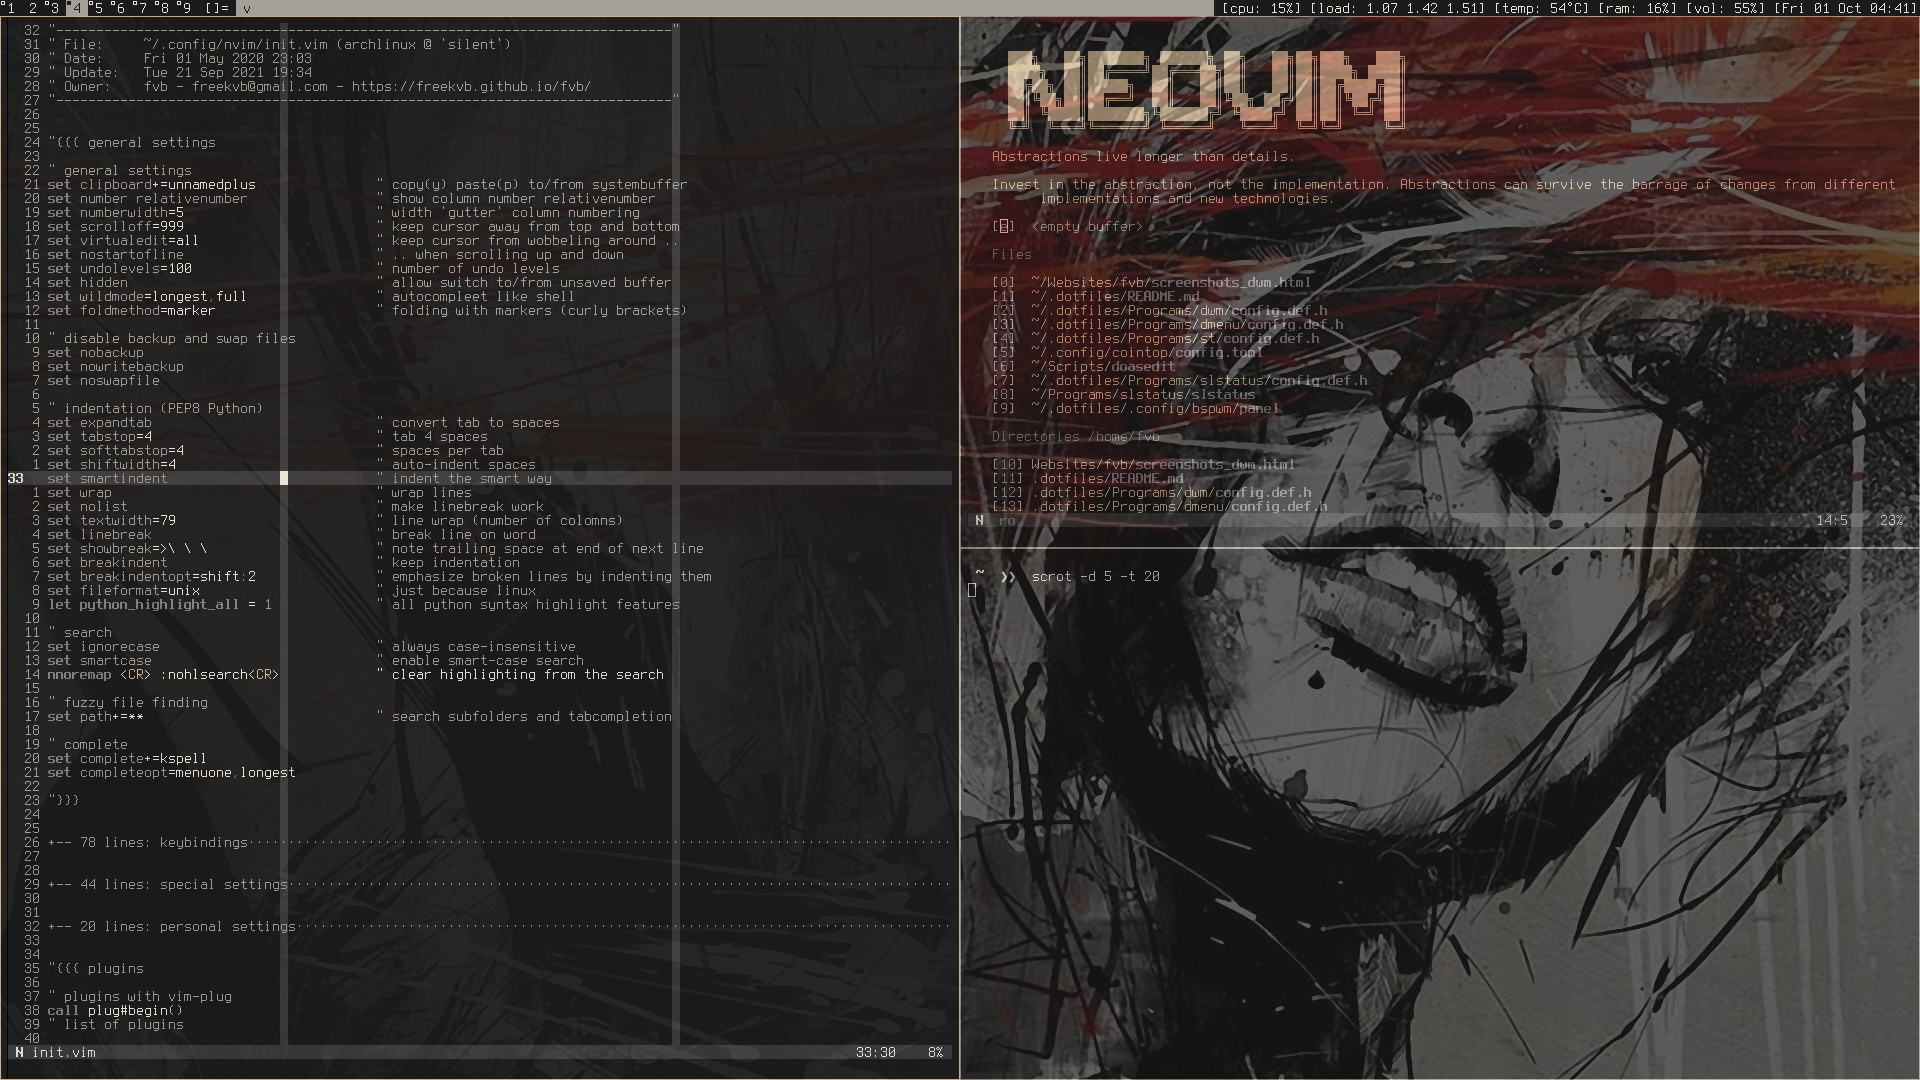 1 2 3 4 5 6 7 8 9 []= v
[cpu: 15%] [load: 1.07 1.42 1.51] [temp: 54°C] [ram: 16%] [vol: 55%] [Fri 01 Oct 04:41]
32 "-----------------------------------------------------------------------------"
31 " File: ~/.config/nvim/init.vim (archlinux @ 'silent')
30 " Date: Fri 01 May 2020 23:03
29 " Update: Tue 21 Sep 2021 19:34
28 " Owner: fvb - freekvb@gmail.com - https://freekvb.github.io/fvb/
27 "-----------------------------------------------------------------------------"
26
25
24 "{{{ general settings
23
22 " general settings
21 set clipboard+=unnamedplus " copy(y) paste(p) to/from systembuffer
20 set number relativenumber " show column number relativenumber
19 set numberwidth=5 " width 'gutter' column numbering
18 set scrolloff=999 " keep cursor away from top and bottom
17 set virtualedit=all " keep cursor from wobbeling around ..
16 set nostartofline " .. when scrolling up and down
15 set undolevels=100 " number of undo levels
14 set hidden " allow switch to/from unsaved buffer
13 set wildmode=longest,full " autocompleet like shell
12 set foldmethod=marker " folding with markers (curly brackets)
11
10 " disable backup and swap files
9 set nobackup
8 set nowritebackup
7 set noswapfile
6
5 " indentation (PEP8 Python)
4 set expandtab " convert tab to spaces
3 set tabstop=4 " tab 4 spaces
2 set softtabstop=4 " spaces per tab
1 set shiftwidth=4 " auto-indent spaces
33 set smartindent " indent the smart way
1 set wrap " wrap lines
2 set nolist " make linebreak work
3 set textwidth=79 " line wrap (number of coloms)
4 set linebreak " break line on word
5 set showbreak=>\ \ \ " note trailing space at end of next line
6 set breakindent " keep indentation
7 set breakindentopt=shift:2 " emphasize broken lines by indenting them
8 set fileformat=unix " just because linux
9 let python_highlight_all = 1 " all python syntax highlight features
10
11 " search
12 set ignorecase " always case-insensitive
13 set smartcase " enable smart-case search
14 nnoremap <CR> :nohlsearch<CR> " clear highlighting from the search
15
16 " fuzzy file finding
17 set path+=** " search subfolders and tabcompletion
18
19 " complete
20 set complete+=kspell
21 set completeopt=menuone,longest
22
23 "}}}
24
25
26 +-- 78 lines: keybindings
27
28
29 +-- 44 lines: special settings
30
31
32 +-- 20 lines: personal settings
33
34
35 "{{{ plugins
36
37 " plugins with vim-plug
38 call plug#begin()
39 " list of plugins
40
N init.vim 33:30 8%
NEOVIM
Abstractions live longer than details.
Invest in the abstraction, not the implementation. Abstractions can survive the barrage of changes from different
implementations and new technologies.
[e] <empty buffer>
Files
[0] ~/Websites/fvb/screenshots_dwm.html
[1] ~/.dotfiles/README.md
[2] ~/.dotfiles/Programs/dwm/config.def.h
[3] ~/.dotfiles/Programs/dmenu/config.def.h
[4] ~/.dotfiles/Programs/st/config.def.h
[5] ~/.config/cointop/config.toml
[6] ~/Scripts/doasedit
[7] ~/.dotfiles/Programs/slstatus/config.def.h
[8] ~/Programs/slstatus/slstatus
[9] ~/.dotfiles/.config/bspwm/panel
Directories /home/fvb
[10] Websites/fvb/screenshots_dwm.html
[11] .dotfiles/README.md
[12] .dotfiles/Programs/dwm/config.def.h
[13] .dotfiles/Programs/dmenu/config.def.h
N ro 14:5 23%
~ ❯❯ scrot -d 5 -t 20